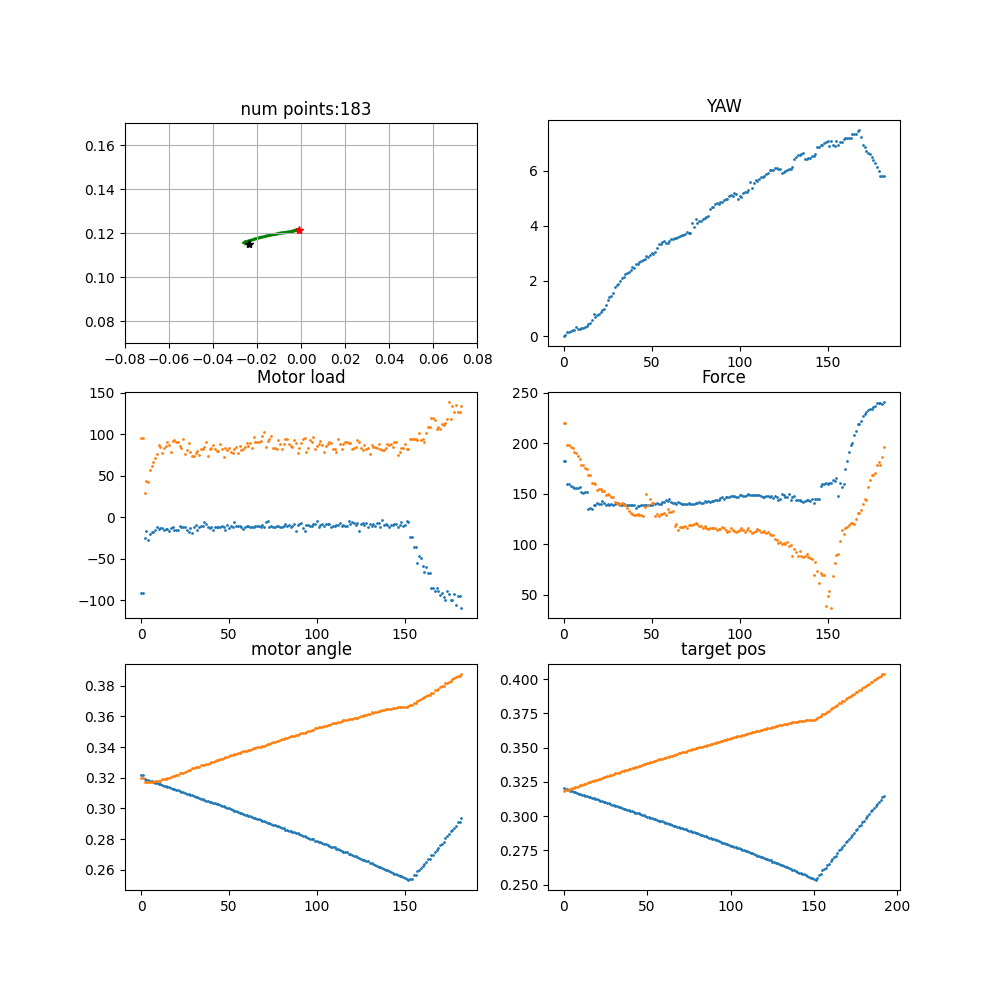 num points:183
0.16
0.14
0.12
0.10
0.08
−0.08 −0.06 −0.04 −0.02 0.00 0.02 0.04 0.06 0.08
YAW
6
4
2
0
0 50 100 150
Motor load
150
100
50
0
−50
−100
0 50 100 150
Force
250
200
150
100
50
0 50 100 150
motor angle
0.38
0.36
0.34
0.32
0.30
0.28
0.26
0 50 100 150
target pos
0.400
0.375
0.350
0.325
0.300
0.275
0.250
0 50 100 150 200